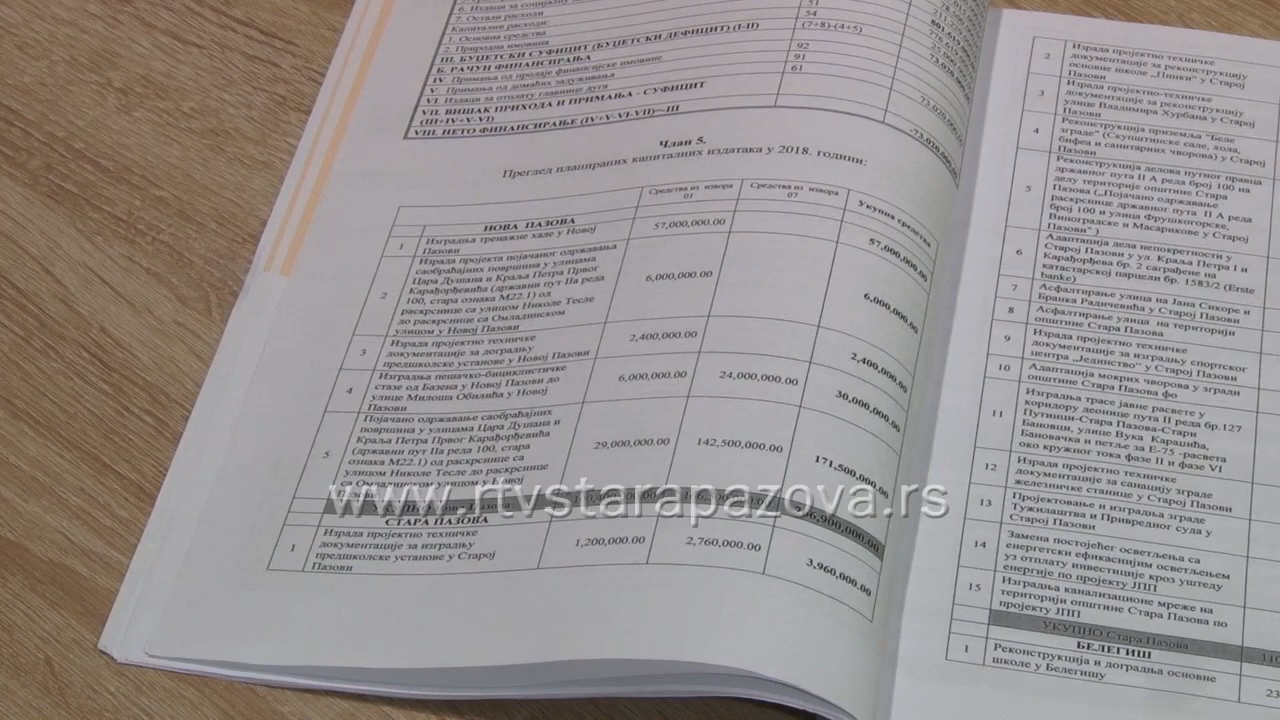 6. Издаци за социјалну
7. Остали расходи
51
Капитални расходи:
54
1. Основна средства
2. Природна имовина
III. БУЏЕТСКИ СУФИЦИТ (БУЏЕТСКИ ДЕФИЦИТ) (I-II)
(7+8)-(4+5)
Б. РАЧУН ФИНАНСИРАЊА
IV. Примања од продаје финансијске имовине
92
V. Примања од домаћих задуживања
91
VI. Издаци за отплату главнице дуга
61
VII. ВИШАК ПРИХОДА И ПРИМАЊА - СУФИЦИТ
(III+IV+V-VI)
VIII. НЕТО ФИНАНСИРАЊЕ (IV+V-VI-VII)=-III
Члан 5.
Преглед планираних капиталних издатака у 2018. години:
Средства из извора 01
Средства из извора 07
Укупна средства
НОВА ПАЗОВА
1 Изградња тренажне хале у Новој
Пазови
57,000,000.00
57,000,000.00
2 Израда пројекта појачаног одржавања
саобраћајних површина у улицама
Цара Душана и Краља Петра Првог
Карађорђевића (државни пут IIа реда
100, стара ознака М22.1) од
раскрснице са улицом Николе Тесле
до раскрснице са Омладинском
улицом у Новој Пазови
6,000,000.00
6,000,000.00
3 Израда пројектно техничке
документације за доградњу
предшколске установе у Новој Пазови
2,400,000.00
2,400,000.00
4 Изградња пешачко-бициклистичке
стазе од Базена у Новој Пазови до
улице Милоша Обилића у Новој
Пазови
6,000,000.00
24,000,000.00
30,000,000.00
5 Појачано одржавање саобраћајних
површина у улицама Цара Душана и
Краља Петра Првог Карађорђевића
(државни пут IIа реда 100, стара
ознака М22.1) од раскрснице са
улицом Николе Тесле до раскрснице
са Омладинском улицом у Новој
Пазови
29,000,000.00
142,500,000.00
171,500,000.00
СТАРА ПАЗОВА
1 Израда пројектно техничке
документације за изградњу
предшколске установе у Старој
Пазови
1,200,000.00
2,760,000.00
3,960,000.00
2 Израда пројектно техничке
документације за реконструкцију
основне школе „Пинки“ у Старој
Пазови
3 Израда пројектно-техничке
документације за реконструкцију
улице Владимира Хурбана у Старој
Пазови
4 Реконструкција приземља "Беле
зграде" (Скупштинске сале, хола,
бифеа и санитарних чворова) у Старој
Пазови
5 Реконструкција делова путног правца
државног пута II А реда број 100 на
делу територије општине Стара
Пазова („Појачано одржавање
раскрснице државног пута II А реда
број 100 и улица Фрушкогорске,
Виноградске и Масарикове у Старој
Пазови“ )
6 Адаптација дела непокретности у
Старој Пазови у ул. Краља Петра I и
Карађорђева бр. 2 саграђене на
катастарској парцели бр. 1583/2 (Erste
banke)
7 Асфалтирање улица на Јана Сикоре и
Бранка Радичевића у Старој Пазови
8 Асфалтирање улица на територији
општине Стара Пазова
9 Израда пројектно техничке
документације за изградњу спортског
центра „Јединство“ у Старој Пазови
10 Адаптација мокрих чворова у згради
општине Стара Пазова фо
11 Изградња трасе јавне расвете у
коридору деонице пута II реда бр.127
Путинци-Стара Пазова-Стари
Бановци, улице Вука Караџића,
Бановачка и петље за Е-75 -расвета
око кружног тока фазе II и фазе VI
12 Израда пројектно техничке
документације за санацију зграде
железничке станице у Старој Пазови
13 Пројектовање и изградња зграде
Тужилаштва и Привредног суда у
Старој Пазови
14 Замена постојећег осветљења са
енергетски ефикаснијим осветљењем
уз отплату инвестиције кроз уштеду
енергије по пројекту ЈПП
15 Изградња канализационе мреже на
територији општине Стара Пазова по
пројекту ЈПП
УКУПНО Стара Пазова
БЕЛЕГИШ
1 Реконструкција и доградња основне
школе у Белегишу
www.rtvstarapazova.rs